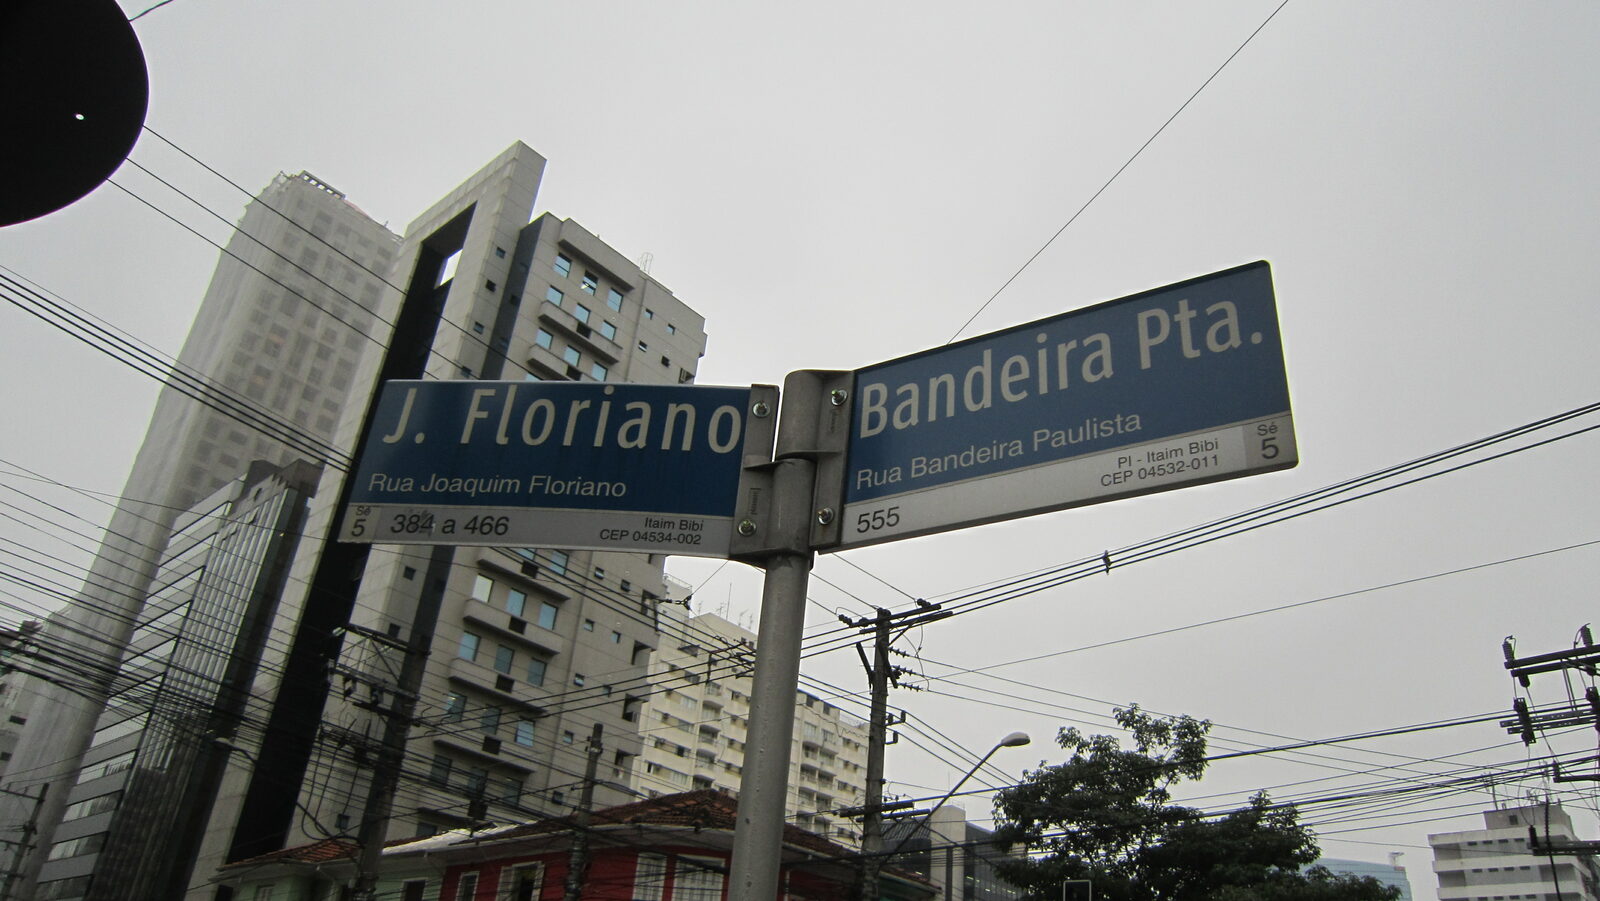 J. Floriano
Rua Joaquim Floriano
Sé
5
384 a 466
Itaim Bibi
CEP 04534-002
Bandeira Pta.
Rua Bandeira Paulista
555
PI - Itaim Bibi
CEP 04532-011
Sé
5